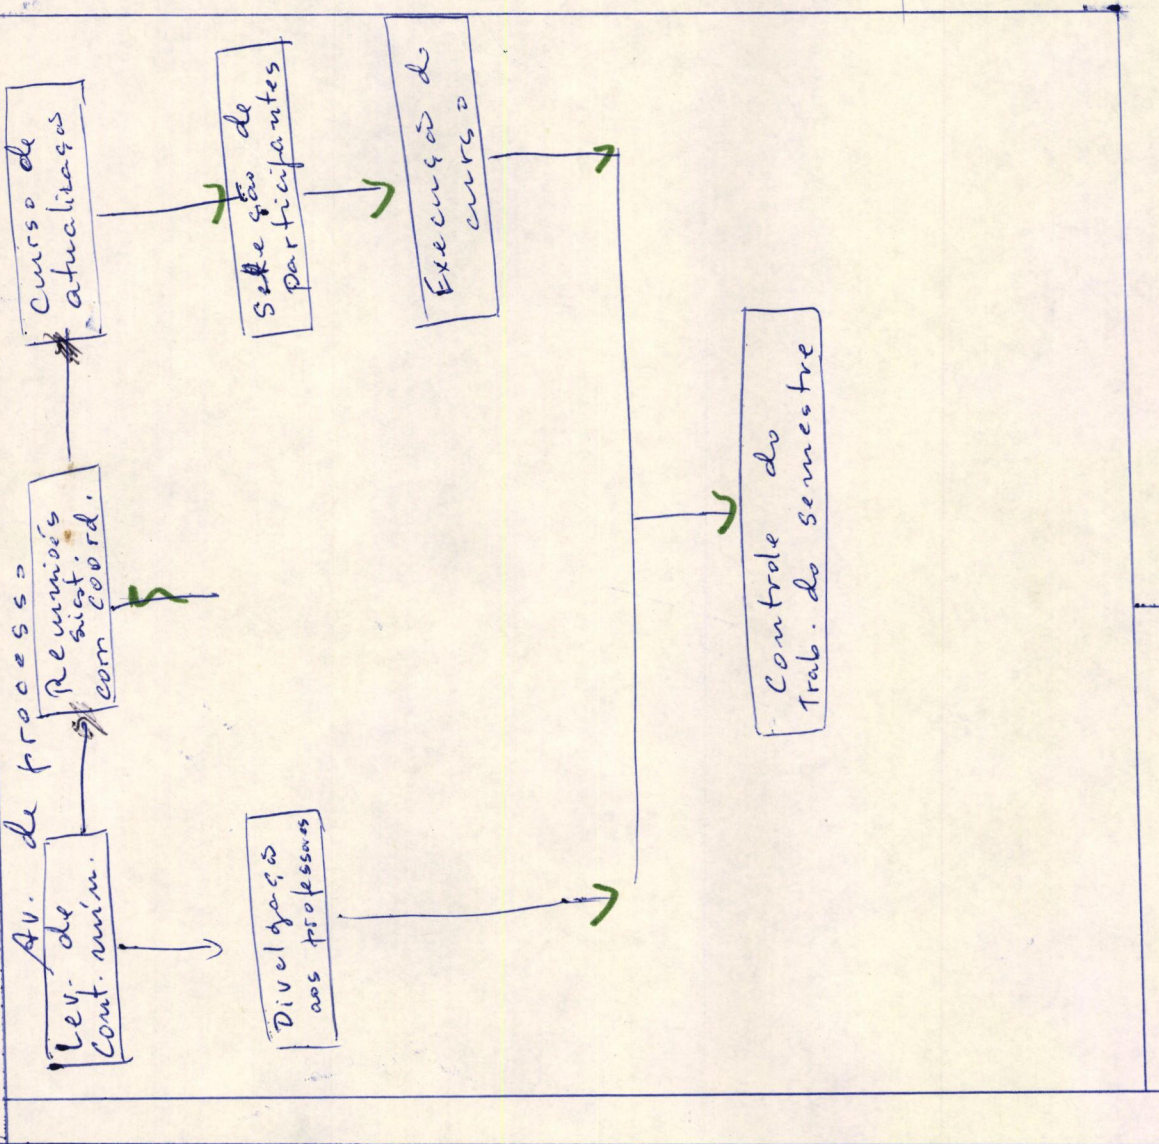 Av. de processo
Lev. de
Cont. mín.
Reuniões
sist.
com coord.
Curso de
atualização
Divulgação
aos professores
Seleção de
participantes
Execução do
curso
Controle do
Trab. do semestre